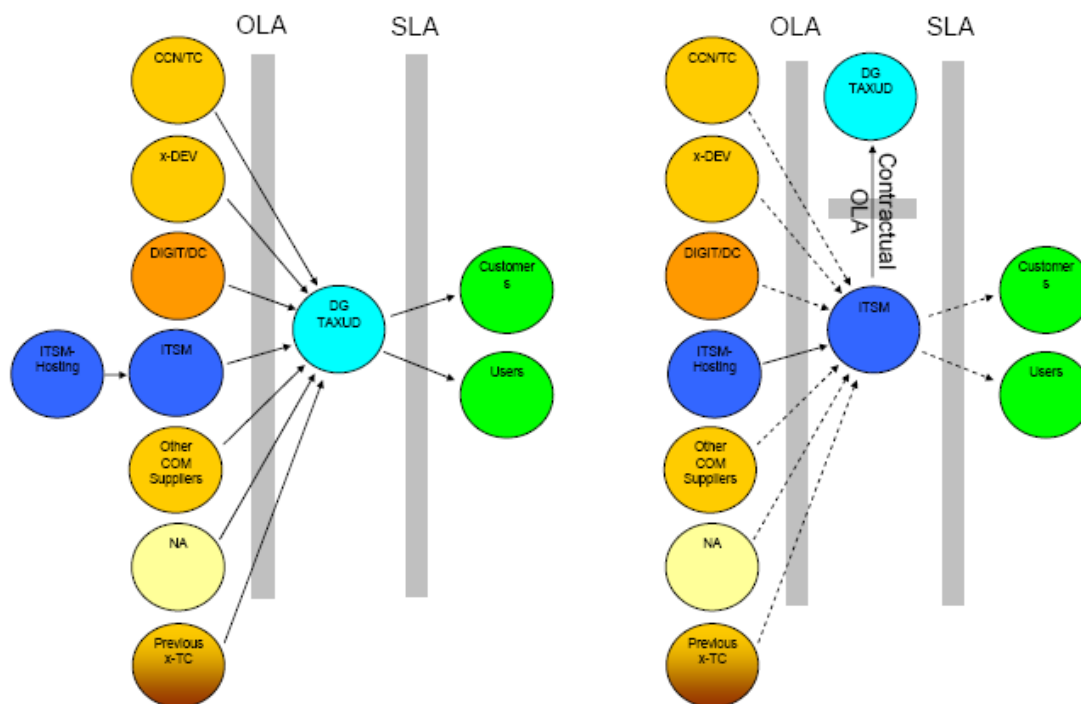 OLA
SLA
CCN/TC
x-DEV
DIGIT/DC
ITSM-
Hosting
ITSM
DG
TAXUD
Customer
s
Users
Other
COM
Suppliers
NA
Previous
x-TC
OLA
SLA
CCN/TC
DG
TAXUD
x-DEV
Contractual
OLA
DIGIT/DC
ITSM-
Hosting
ITSM
Customer
s
Users
Other
COM
Suppliers
NA
Previous
x-TC